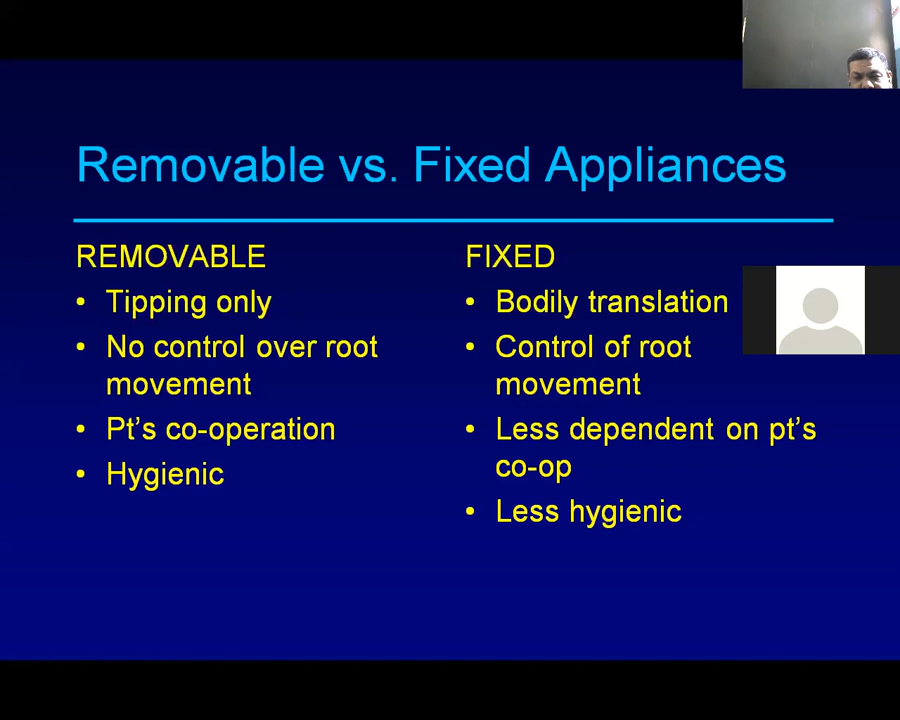 Removable vs. Fixed Appliances
REMOVABLE
• Tipping only
• No control over root
movement
• Pt's co-operation
• Hygienic
FIXED
• Bodily translation
• Control of root
movement
• Less dependent on pt's
co-op
• Less hygienic